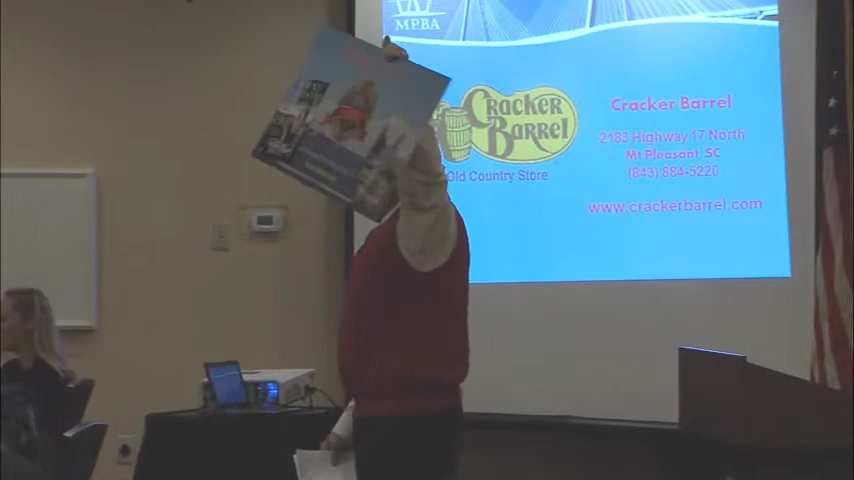 MPBA
Cracker Barrel
Old Country Store
Cracker Barrel
2183 Highway 17 North
Mt Pleasant SC
(843) 884-5220
www.crackerbarrel.com